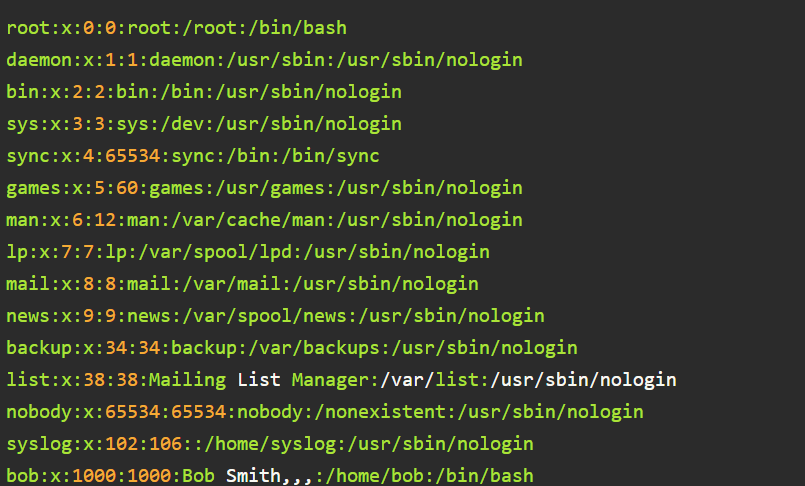 root:x:0:0:root:/root:/bin/bash
daemon:x:1:1:daemon:/usr/sbin:/usr/sbin/nologin
bin:x:2:2:bin:/bin:/usr/sbin/nologin
sys:x:3:3:sys:/dev:/usr/sbin/nologin
sync:x:4:65534:sync:/bin:/bin/sync
games:x:5:60:games:/usr/games:/usr/sbin/nologin
man:x:6:12:man:/var/cache/man:/usr/sbin/nologin
lp:x:7:7:lp:/var/spool/lpd:/usr/sbin/nologin
mail:x:8:8:mail:/var/mail:/usr/sbin/nologin
news:x:9:9:news:/var/spool/news:/usr/sbin/nologin
backup:x:34:34:backup:/var/backups:/usr/sbin/nologin
list:x:38:38:Mailing List Manager:/var/list:/usr/sbin/nologin
nobody:x:65534:65534:nobody:/nonexistent:/usr/sbin/nologin
syslog:x:102:106::/home/syslog:/usr/sbin/nologin
bob:x:1000:1000:Bob Smith,,,:/home/bob:/bin/bash